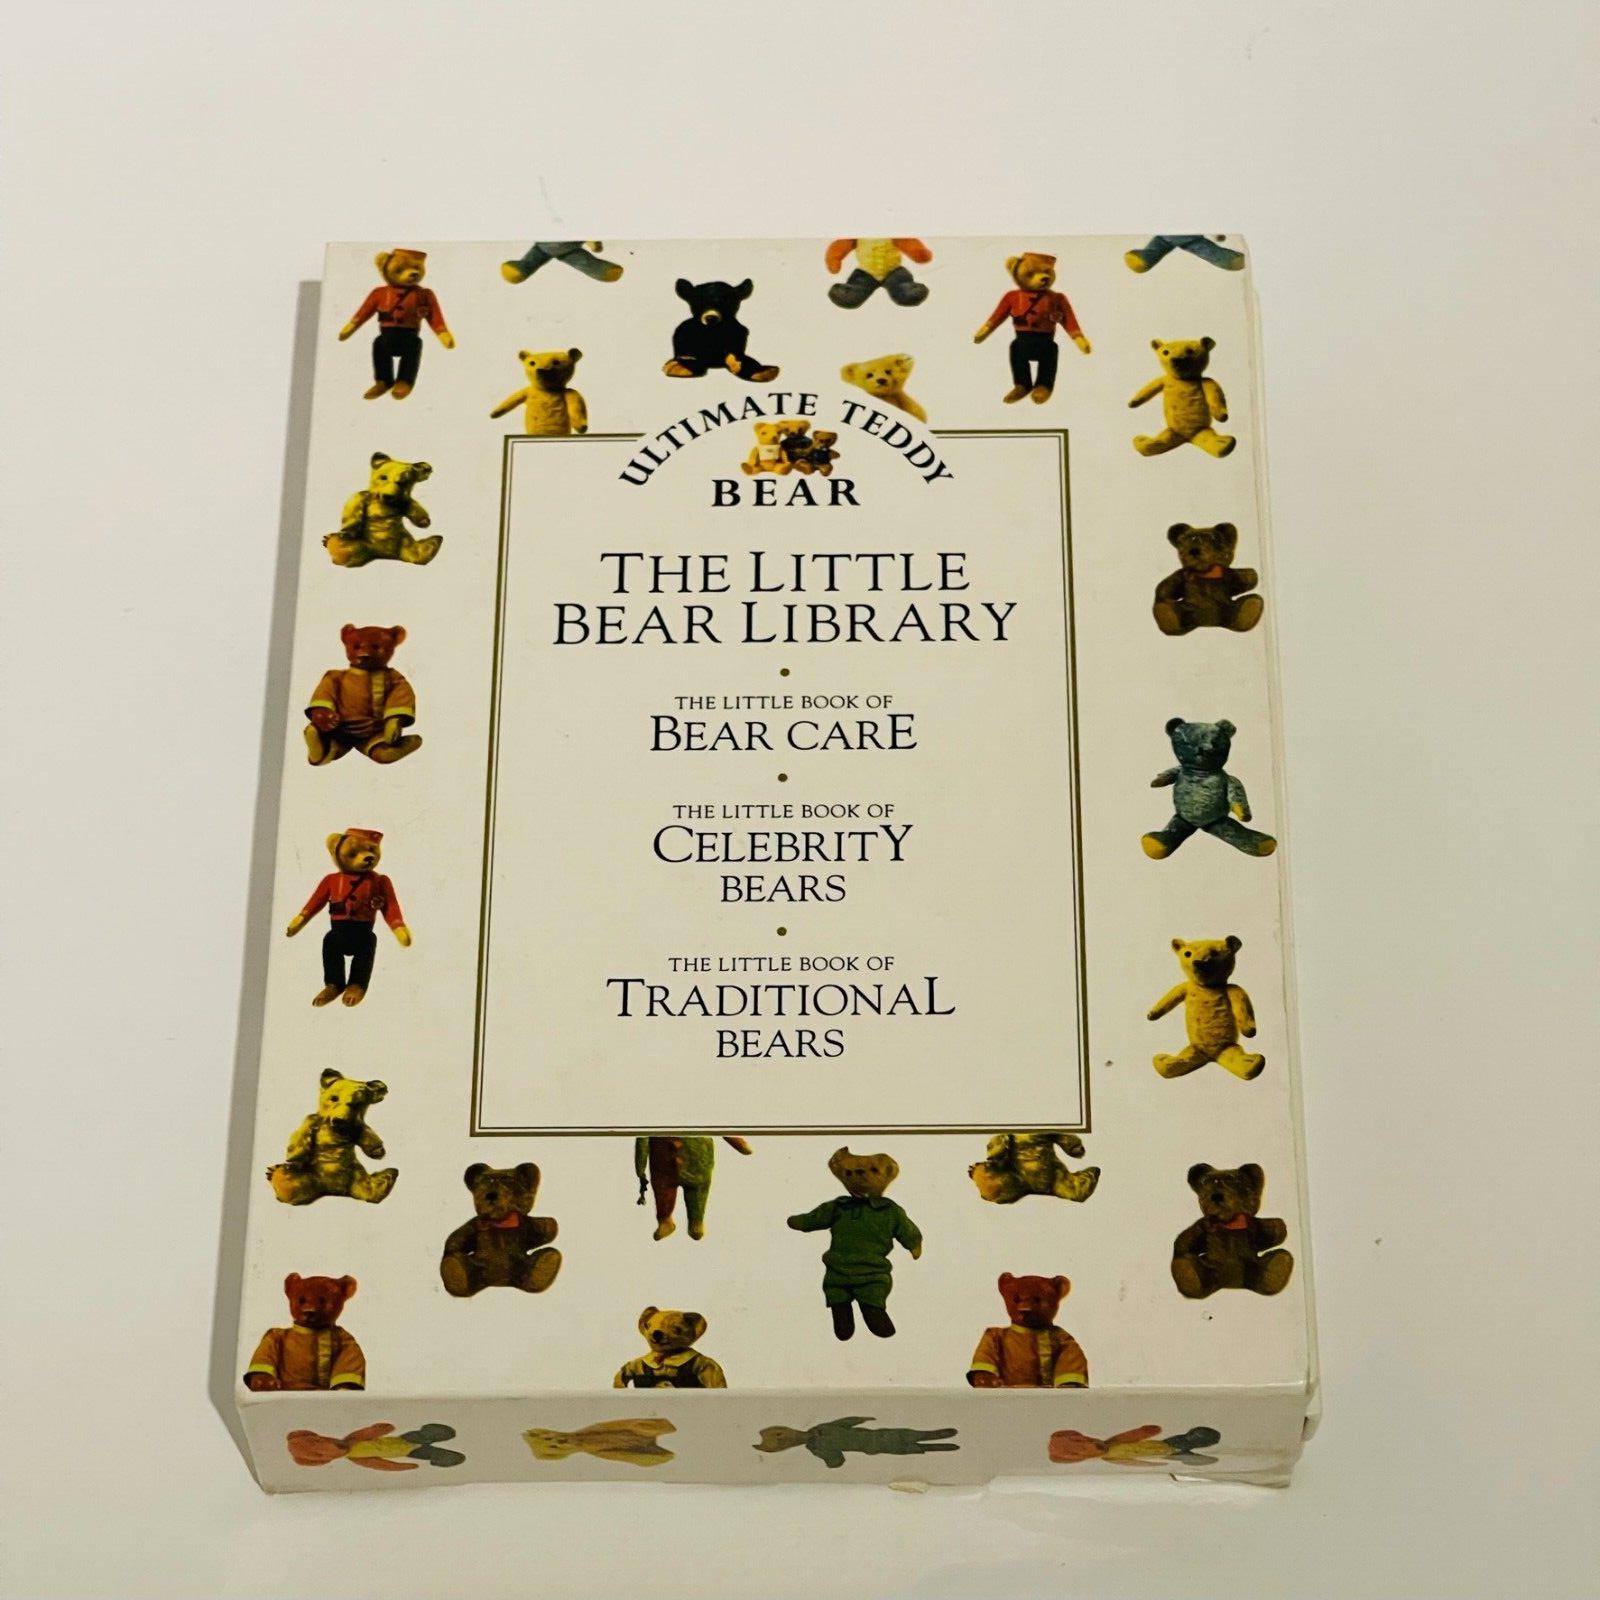 ULTIMATE TEDDY
BEAR
THE LITTLE
BEAR LIBRARY
THE LITTLE BOOK OF
BEAR CARE
THE LITTLE BOOK OF
CELEBRITY
BEARS
THE LITTLE BOOK OF
TRADITIONAL
BEARS